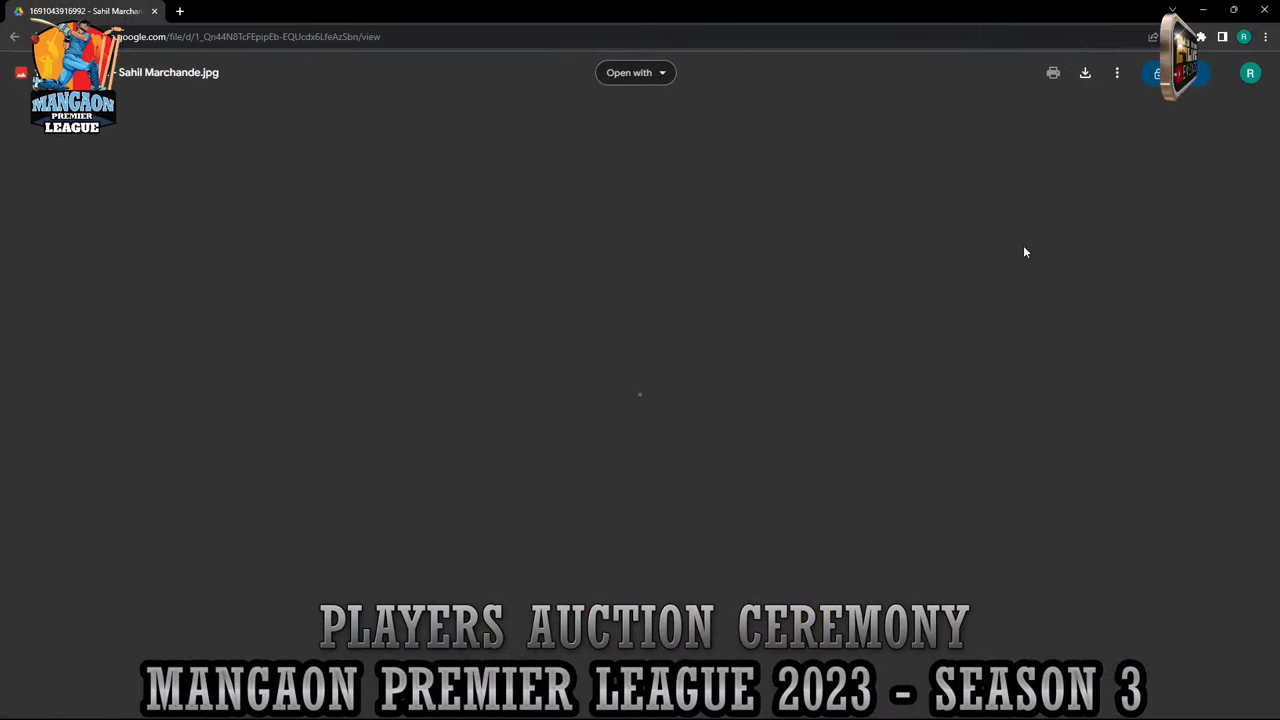 1691043916992 - Sahil Marchan
google.com/file/d/1_Qn44N8TcFEpipEb-EQUcdx6LfeAzSbn/view
R
- Sahil Marchande.jpg
Open with
R
MANGAON
PREMIER
LEAGUE
PLAYERS AUCTION CEREMONY
MANGAON PREMIER LEAGUE 2023 - SEASON 3